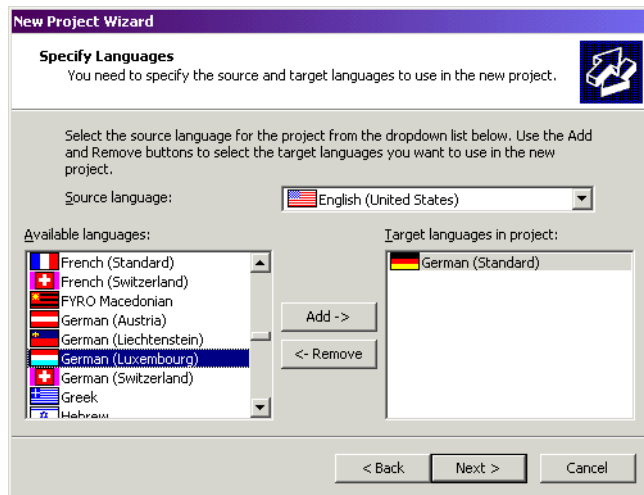 New Project Wizard
Specify Languages
You need to specify the source and target languages to use in the new project.
Select the source language for the project from the dropdown list below. Use the Add
and Remove buttons to select the target languages you want to use in the new
project.
Source language:
English (United States)
Available languages:
Target languages in project:
French (Standard)
French (Switzerland)
FYRO Macedonian
German (Austria)
German (Liechtenstein)
German (Luxembourg)
German (Switzerland)
Greek
Hebrew
Add ->
<- Remove
German (Standard)
< Back
Next >
Cancel